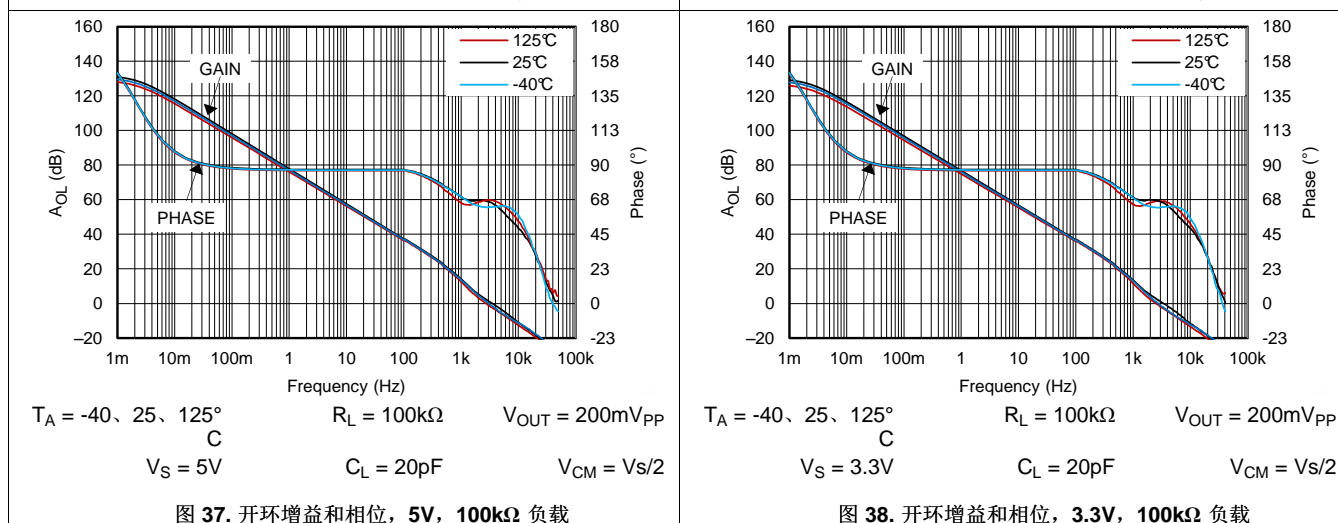 160
140
120
100
80
60
40
20
0
–20
AOL (dB)
180
158
135
113
90
68
45
23
0
-23
Phase (°)
125℃
25℃
-40℃
GAIN
PHASE
1m 10m 100m 1 10 100 1k 10k 100k
Frequency (Hz)
TA = -40、25、125° RL = 100kΩ VOUT = 200mVPP
C
VS = 5V CL = 20pF VCM = Vs/2
图 37. 开环增益和相位，5V，100kΩ 负载
160
140
120
100
80
60
40
20
0
–20
AOL (dB)
180
158
135
113
90
68
45
23
0
-23
Phase (°)
125℃
25℃
-40℃
GAIN
PHASE
1m 10m 100m 1 10 100 1k 10k 100k
Frequency (Hz)
TA = -40、25、125° RL = 100kΩ VOUT = 200mVPP
C
VS = 3.3V CL = 20pF VCM = Vs/2
图 38. 开环增益和相位，3.3V，100kΩ 负载